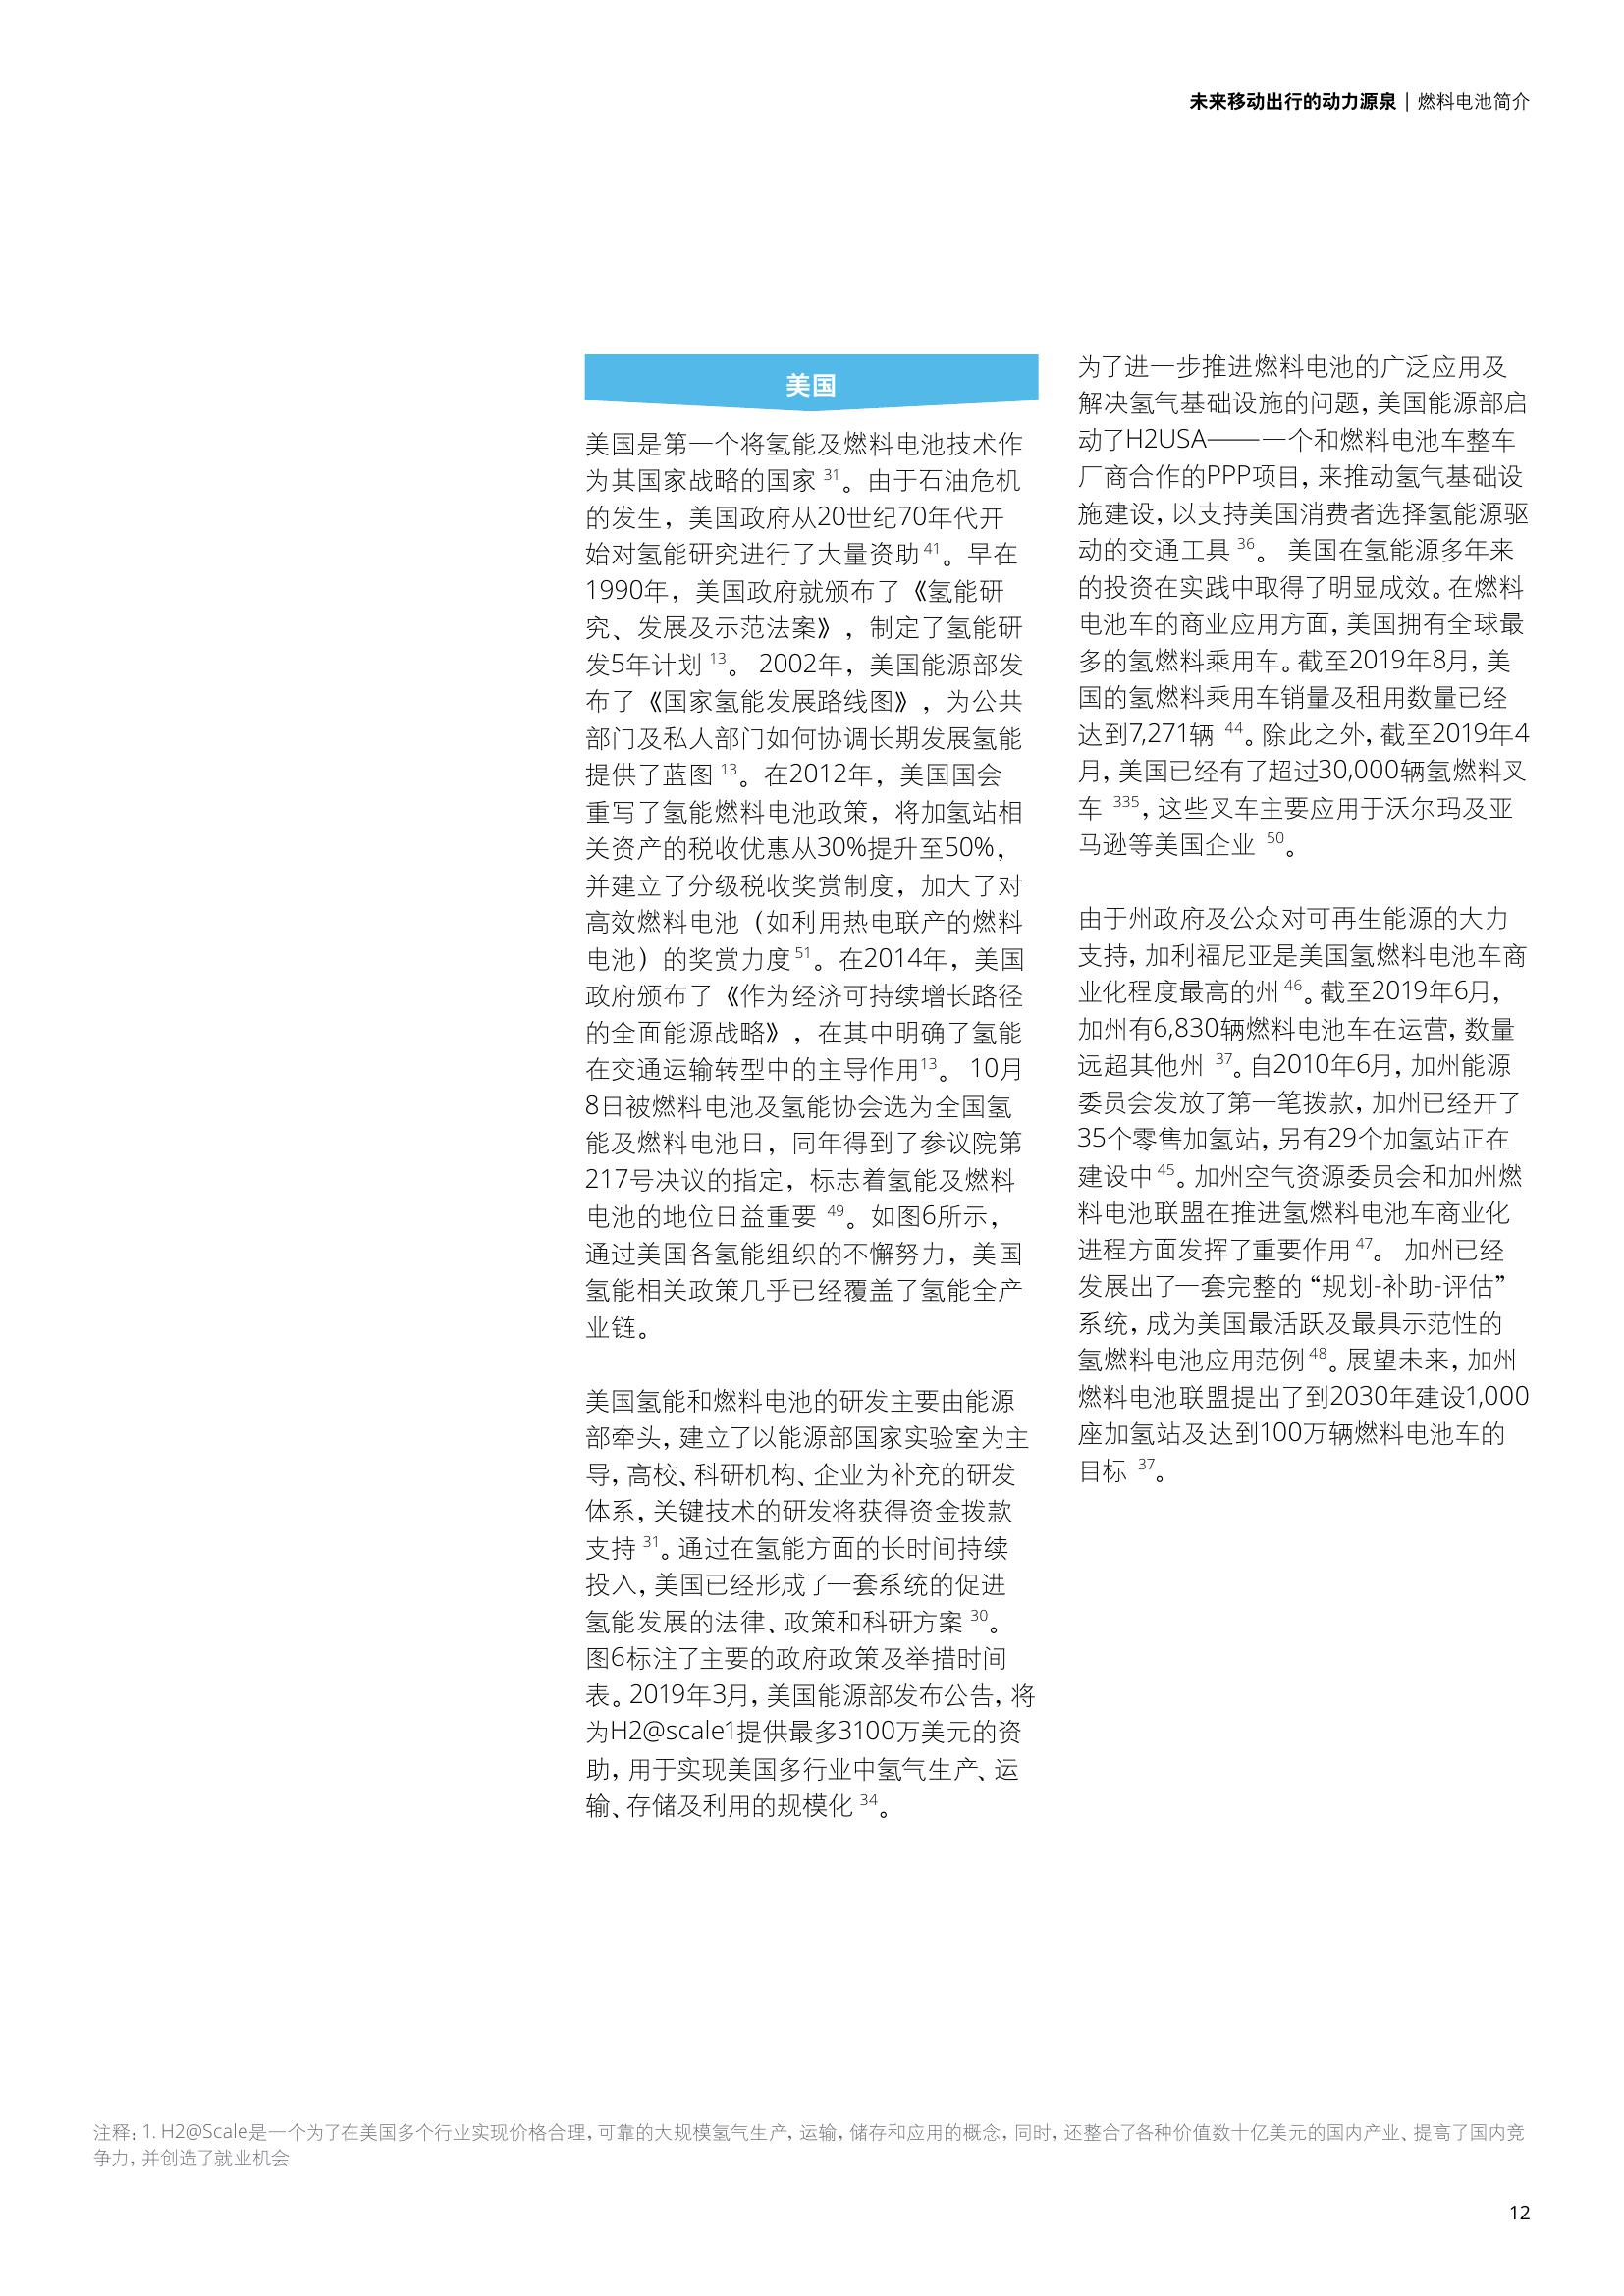 未来移动出行的动力源泉 | 燃料电池简介
美国
美国是第一个将氢能及燃料电池技术作
为其国家战略的国家 31。由于石油危机
的发生，美国政府从20世纪70年代开
始对氢能研究进行了大量资助 41。早在
1990年，美国政府就颁布了《氢能研
究、发展及示范法案》，制定了氢能研
发5年计划 13。 2002年，美国能源部发
布了《国家氢能发展路线图》，为公共
部门及私人部门如何协调长期发展氢能
提供了蓝图 13。在2012年，美国国会
重写了氢能燃料电池政策，将加氢站相
关资产的税收优惠从30%提升至50%，
并建立了分级税收奖赏制度，加大了对
高效燃料电池（如利用热电联产的燃料
电池）的奖赏力度 51。在2014年，美国
政府颁布了《作为经济可持续增长路径
的全面能源战略》，在其中明确了氢能
在交通运输转型中的主导作用13。 10月
8日被燃料电池及氢能协会选为全国氢
能及燃料电池日，同年得到了参议院第
217号决议的指定，标志着氢能及燃料
电池的地位日益重要 49。如图6所示，
通过美国各氢能组织的不懈努力，美国
氢能相关政策几乎已经覆盖了氢能全产
业链。
美国氢能和燃料电池的研发主要由能源
部牵头，建立了以能源部国家实验室为主
导，高校、科研机构、企业为补充的研发
体系，关键技术的研发将获得资金拨款
支持 31。通过在氢能方面的长时间持续
投入，美国已经形成了一套系统的促进
氢能发展的法律、政策和科研方案 30。
图6标注了主要的政府政策及举措时间
表。2019年3月，美国能源部发布公告，将
为H2@scale1提供最多3100万美元的资
助，用于实现美国多行业中氢气生产、运
输、存储及利用的规模化 34。
为了进一步推进燃料电池的广泛应用及
解决氢气基础设施的问题，美国能源部启
动了H2USA——一个和燃料电池车整车
厂商合作的PPP项目，来推动氢气基础设
施建设，以支持美国消费者选择氢能源驱
动的交通工具 36。 美国在氢能源多年来
的投资在实践中取得了明显成效。在燃料
电池车的商业应用方面，美国拥有全球最
多的氢燃料乘用车。截至2019年8月，美
国的氢燃料乘用车销量及租用数量已经
达到7,271辆 44。除此之外，截至2019年4
月，美国已经有了超过30,000辆氢燃料叉
车 335，这些叉车主要应用于沃尔玛及亚
马逊等美国企业 50。
由于州政府及公众对可再生能源的大力
支持，加利福尼亚是美国氢燃料电池车商
业化程度最高的州 46。截至2019年6月，
加州有6,830辆燃料电池车在运营，数量
远超其他州 37。自2010年6月，加州能源
委员会发放了第一笔拨款，加州已经开了
35个零售加氢站，另有29个加氢站正在
建设中 45。加州空气资源委员会和加州燃
料电池联盟在推进氢燃料电池车商业化
进程方面发挥了重要作用 47。 加州已经
发展出了一套完整的“规划-补助-评估”
系统，成为美国最活跃及最具示范性的
氢燃料电池应用范例 48。展望未来，加州
燃料电池联盟提出了到2030年建设1,000
座加氢站及达到100万辆燃料电池车的
目标 37。
注释：1. H2@Scale是一个为了在美国多个行业实现价格合理，可靠的大规模氢气生产，运输，储存和应用的概念，同时，还整合了各种价值数十亿美元的国内产业、提高了国内竞
争力，并创造了就业机会
12